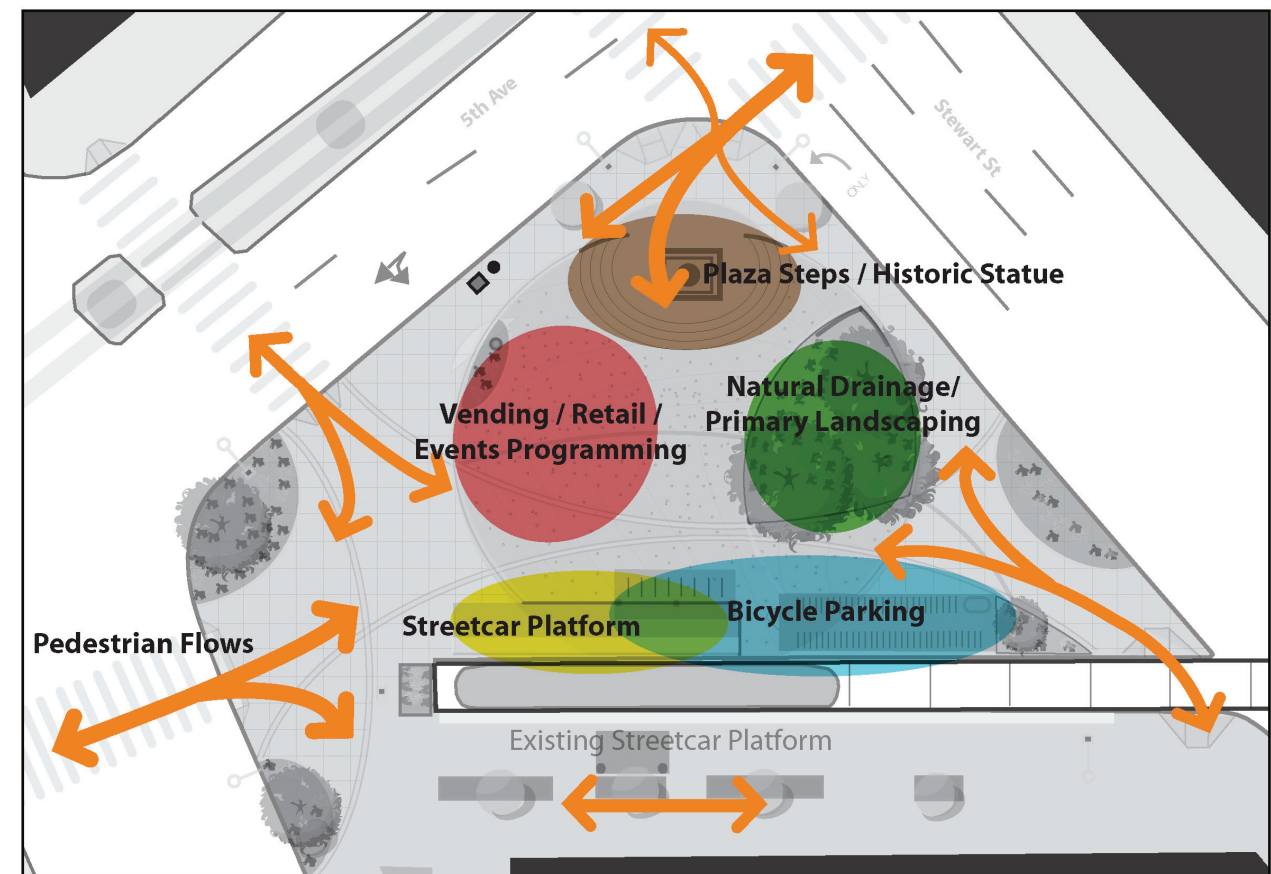 5th Ave
Stewart St
ONLY
Plaza Steps / Historic Statue
Natural Drainage/
Primary Landscaping
Vending / Retail /
Events Programming
Bicycle Parking
Streetcar Platform
Pedestrian Flows
Existing Streetcar Platform